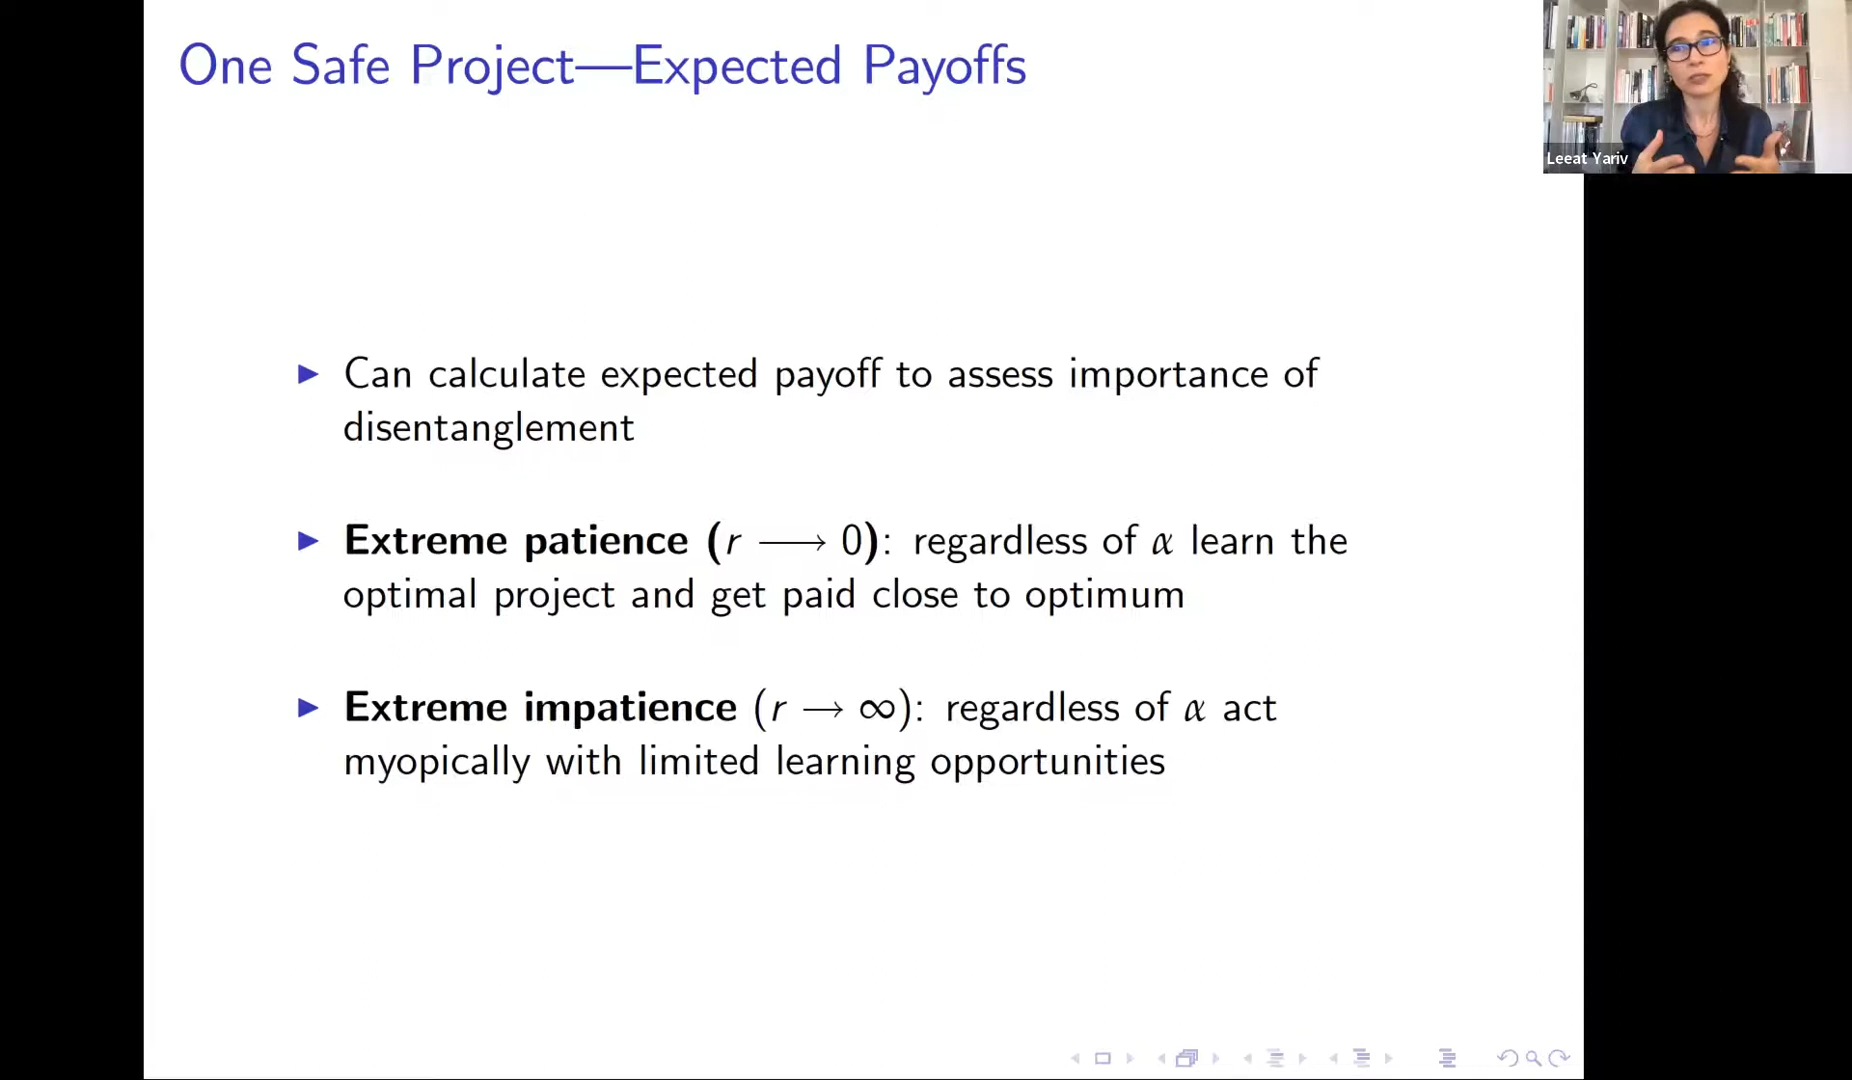 One Safe Project—Expected Payoffs
Leeat Yariv
▶ Can calculate expected payoff to assess importance of
disentanglement
▶ Extreme patience (r ⟶ 0): regardless of α learn the
optimal project and get paid close to optimum
▶ Extreme impatience (r → ∞): regardless of α act
myopically with limited learning opportunities